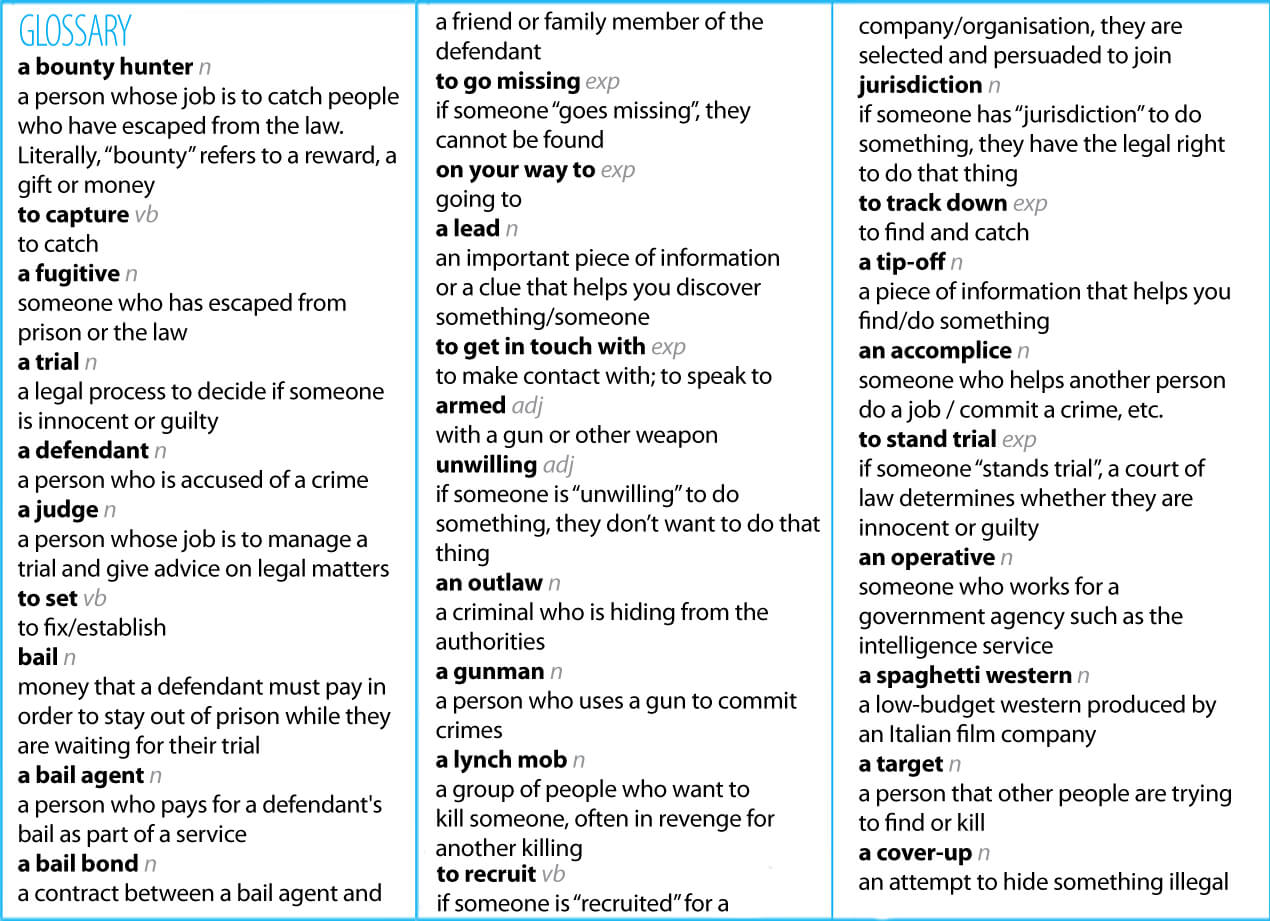 GLOSSARY
a bounty hunter n
a person whose job is to catch people
who have escaped from the law.
Literally, “bounty” refers to a reward, a
gift or money
to capture vb
to catch
a fugitive n
someone who has escaped from
prison or the law
a trial n
a legal process to decide if someone
is innocent or guilty
a defendant n
a person who is accused of a crime
a judge n
a person whose job is to manage a
trial and give advice on legal matters
to set vb
to fix/establish
bail n
money that a defendant must pay in
order to stay out of prison while they
are waiting for their trial
a bail agent n
a person who pays for a defendant's
bail as part of a service
a bail bond n
a contract between a bail agent and
a friend or family member of the
defendant
to go missing exp
if someone “goes missing”, they
cannot be found
on your way to exp
going to
a lead n
an important piece of information
or a clue that helps you discover
something/someone
to get in touch with exp
to make contact with; to speak to
armed adj
with a gun or other weapon
unwilling adj
if someone is “unwilling” to do
something, they don’t want to do that
thing
an outlaw n
a criminal who is hiding from the
authorities
a gunman n
a person who uses a gun to commit
crimes
a lynch mob n
a group of people who want to
kill someone, often in revenge for
another killing
to recruit vb
if someone is “recruited” for a
company/organisation, they are
selected and persuaded to join
jurisdiction n
if someone has “jurisdiction” to do
something, they have the legal right
to do that thing
to track down exp
to find and catch
a tip-off n
a piece of information that helps you
find/do something
an accomplice n
someone who helps another person
do a job / commit a crime, etc.
to stand trial exp
if someone “stands trial”, a court of
law determines whether they are
innocent or guilty
an operative n
someone who works for a
government agency such as the
intelligence service
a spaghetti western n
a low-budget western produced by
an Italian film company
a target n
a person that other people are trying
to find or kill
a cover-up n
an attempt to hide something illegal